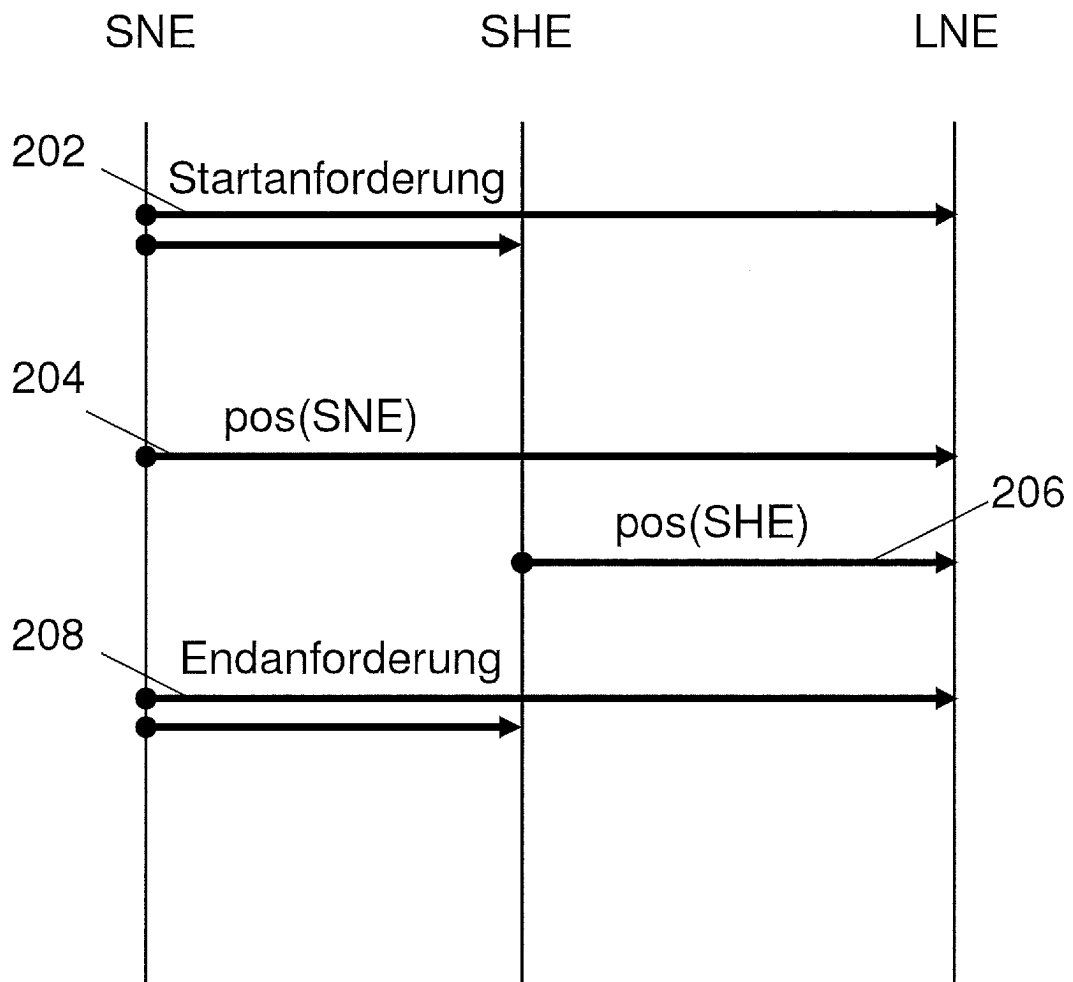 SNE SHE LNE
202
Startanforderung
204
pos(SNE)
206
pos(SHE)
208
Endanforderung